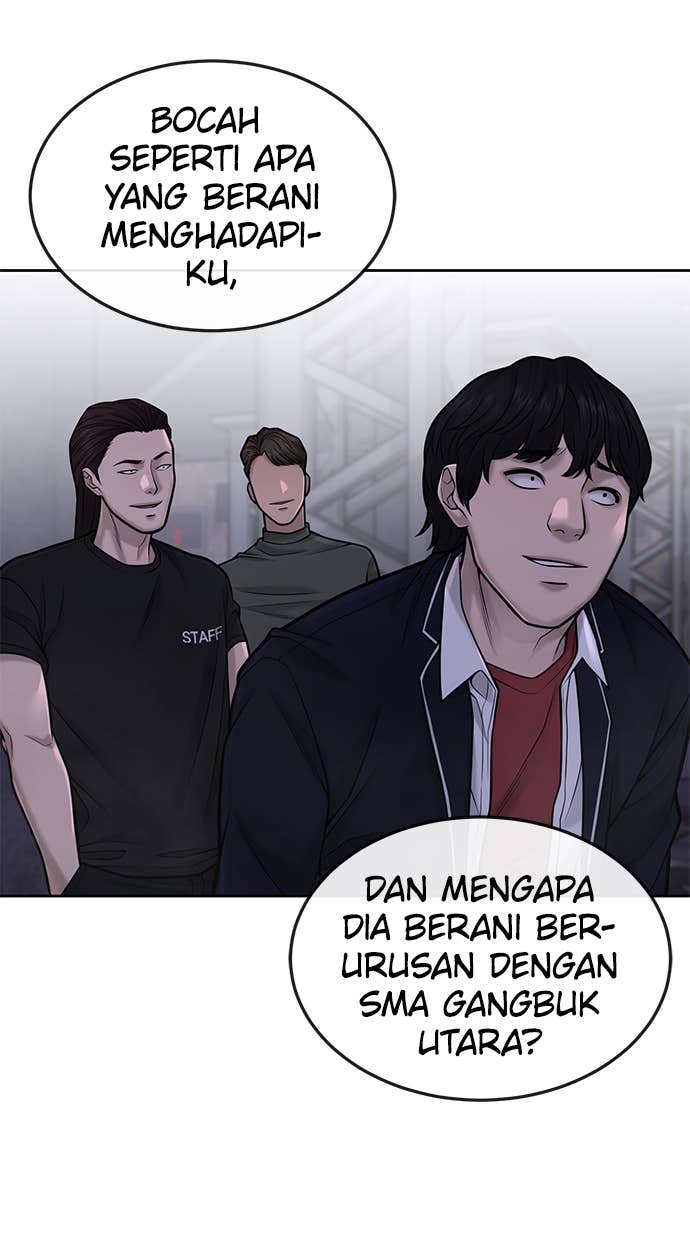 BOCAH
SEPERTI APA
YANG BERANI
MENGHADAPI-
KU,
STAFF
DAN MENGAPA
DIA BERANI BER-
URUSAN DENGAN
SMA GANGBUK
UTARA?